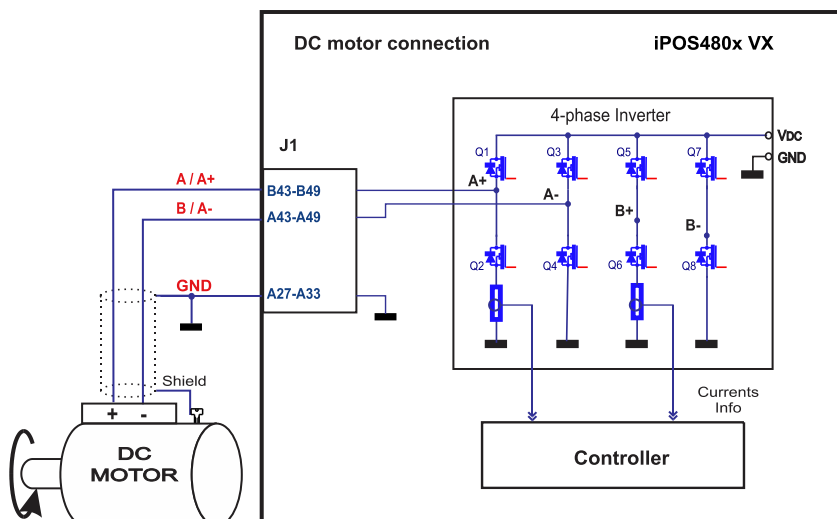 DC motor connection
iPOS480x VX
4-phase Inverter
J1
Q1
Q3
Q5
Q7
VDC
GND
A / A+
B43-B49
A+
B / A-
A43-A49
A-
B+
B-
Q2
Q4
Q6
Q8
GND
A27-A33
Shield
Currents
Info
+ -
DC
MOTOR
Controller